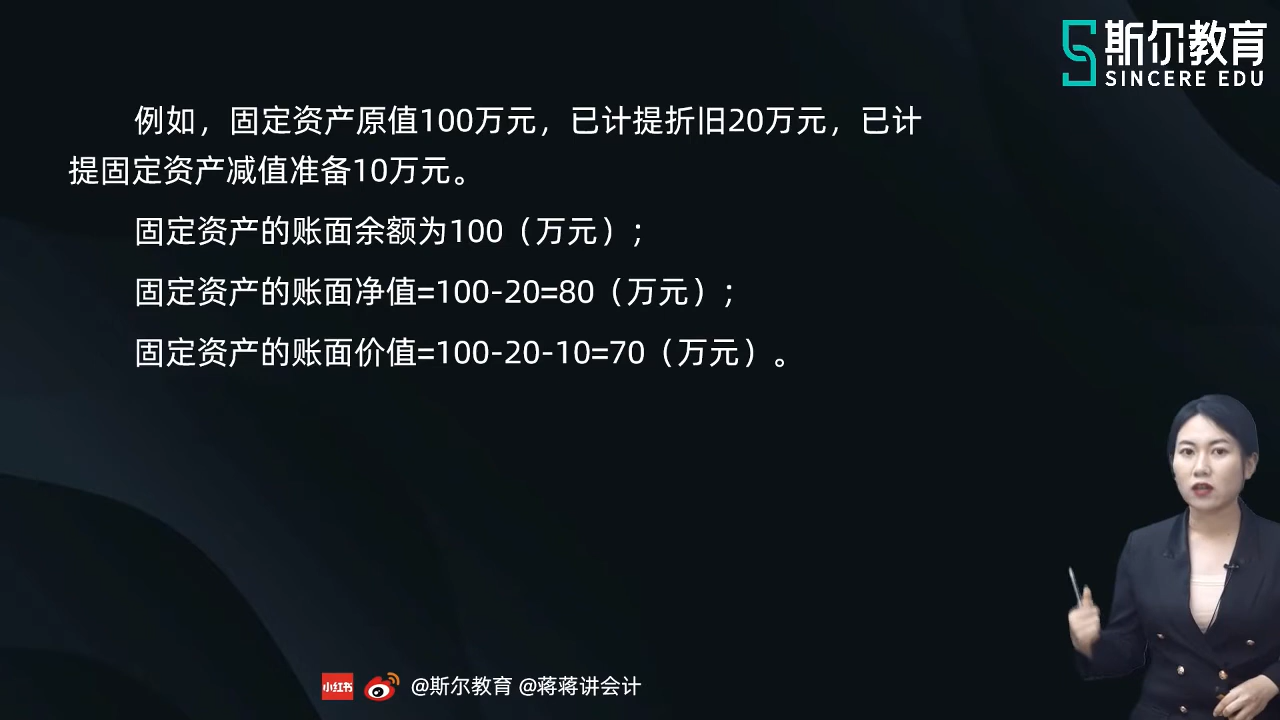 斯尔教育
SINCERE EDU
例如，固定资产原值100万元，已计提折旧20万元，已计
提固定资产减值准备10万元。
固定资产的账面余额为100（万元）；
固定资产的账面净值=100-20=80（万元）；
固定资产的账面价值=100-20-10=70（万元）。
小红书 @斯尔教育 @蒋蒋讲会计